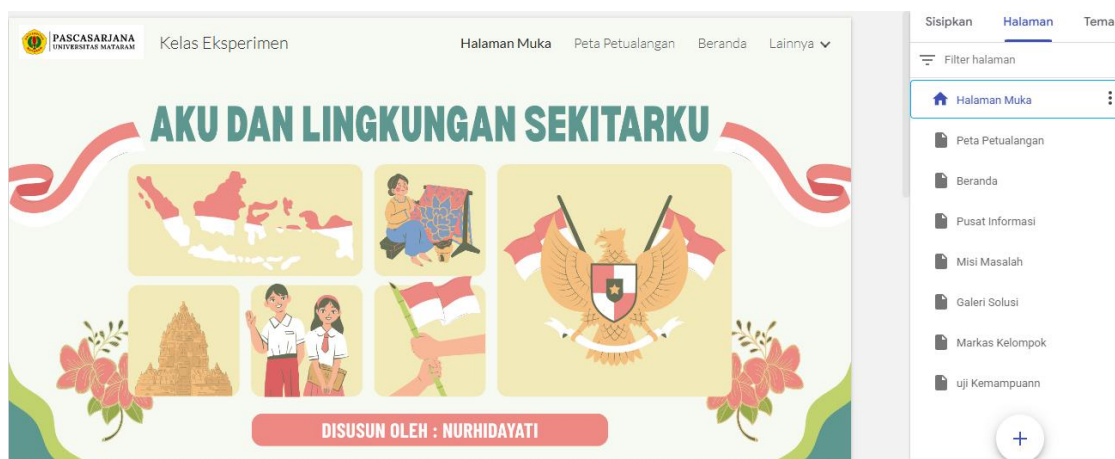 PASCASARJANA
UNIVERSITAS MATARAM
Kelas Eksperimen
Halaman Muka
Peta Petualangan
Beranda
Lainnya
AKU DAN LINGKUNGAN SEKITARKU
DISUSUN OLEH : NURHIDAYATI
Sisipkan
Halaman
Tema
Filter halaman
Halaman Muka
Peta Petualangan
Beranda
Pusat Informasi
Misi Masalah
Galeri Solusi
Markas Kelompok
uji Kemampuann